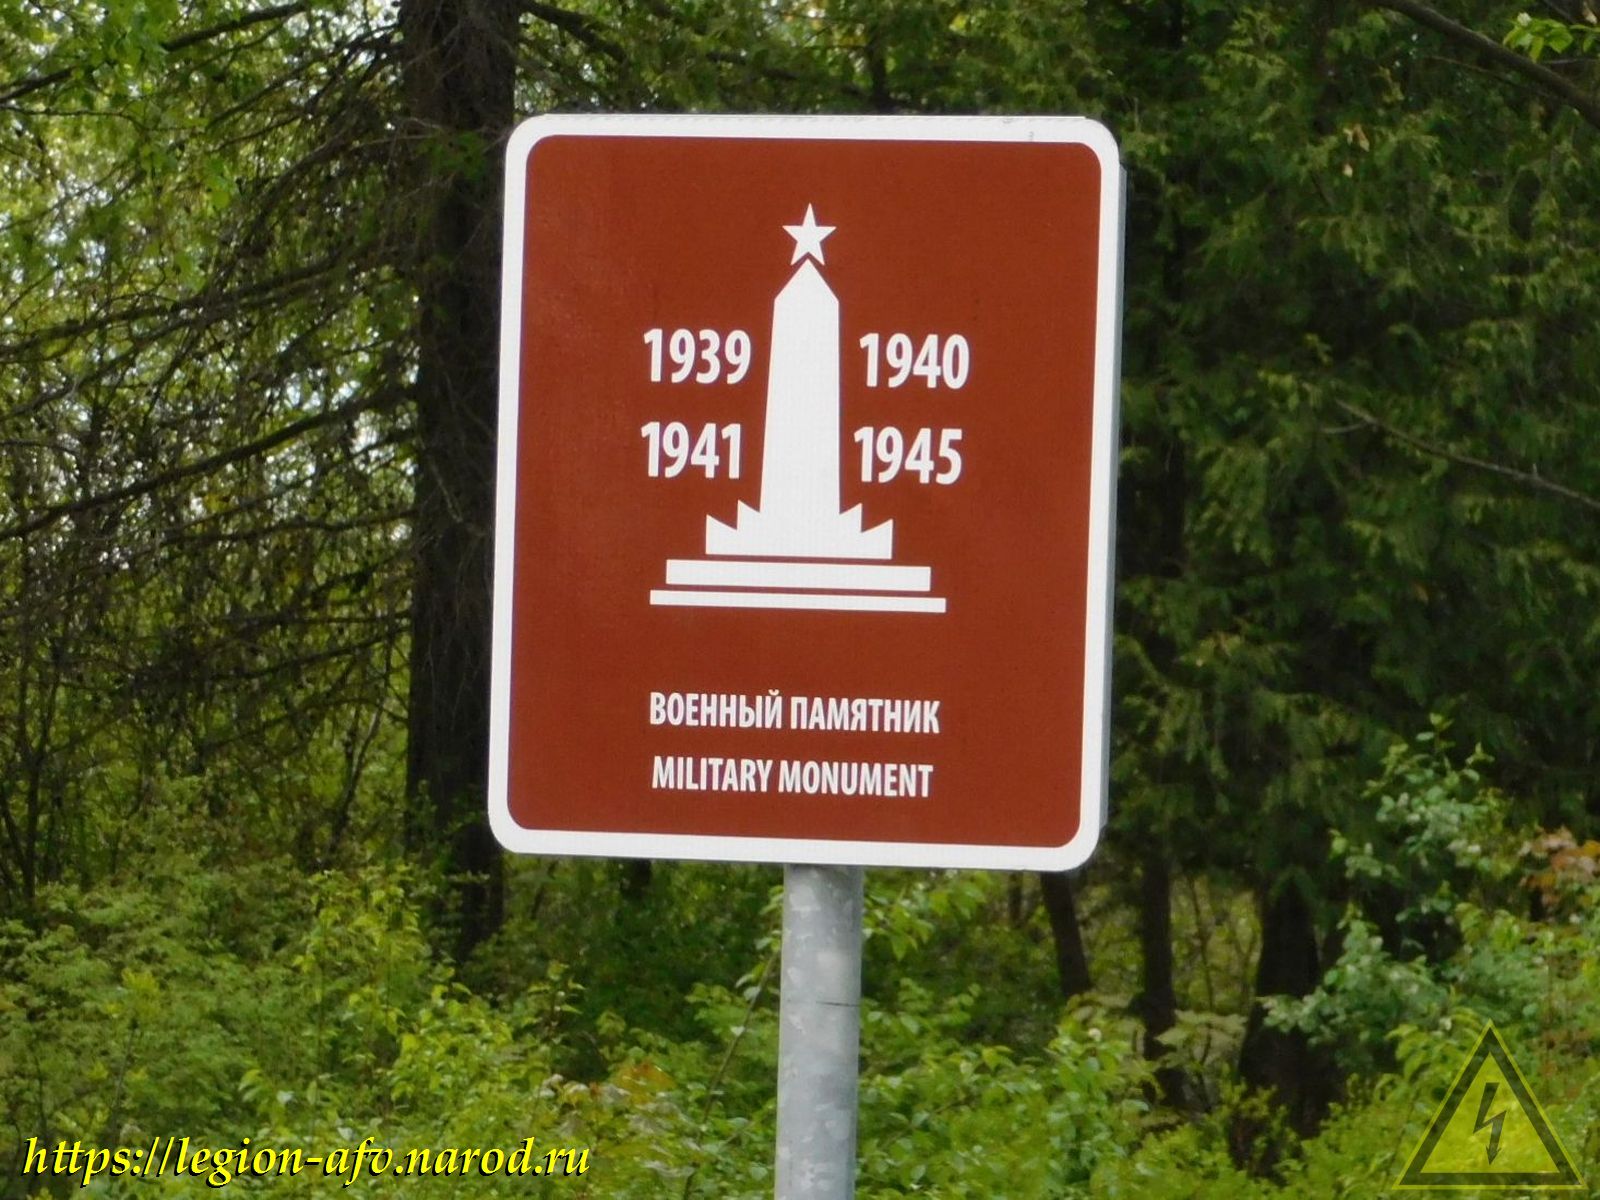 1939 1940
1941 1945
ВОЕННЫЙ ПАМЯТНИК
MILITARY MONUMENT
https://legion-afv.narod.ru